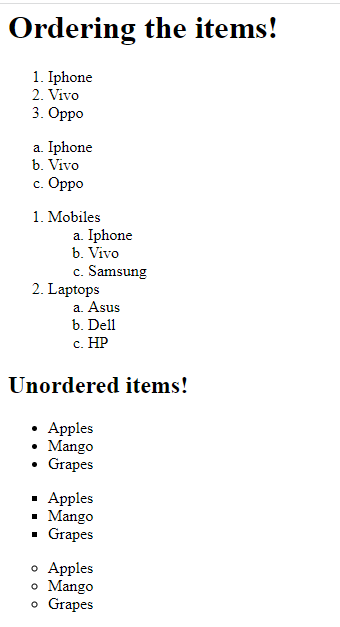 Ordering the items!
1. Iphone
2. Vivo
3. Oppo
a. Iphone
b. Vivo
c. Oppo
1. Mobiles
a. Iphone
b. Vivo
c. Samsung
2. Laptops
a. Asus
b. Dell
c. HP
Unordered items!
• Apples
• Mango
• Grapes
▪ Apples
▪ Mango
▪ Grapes
◦ Apples
◦ Mango
◦ Grapes